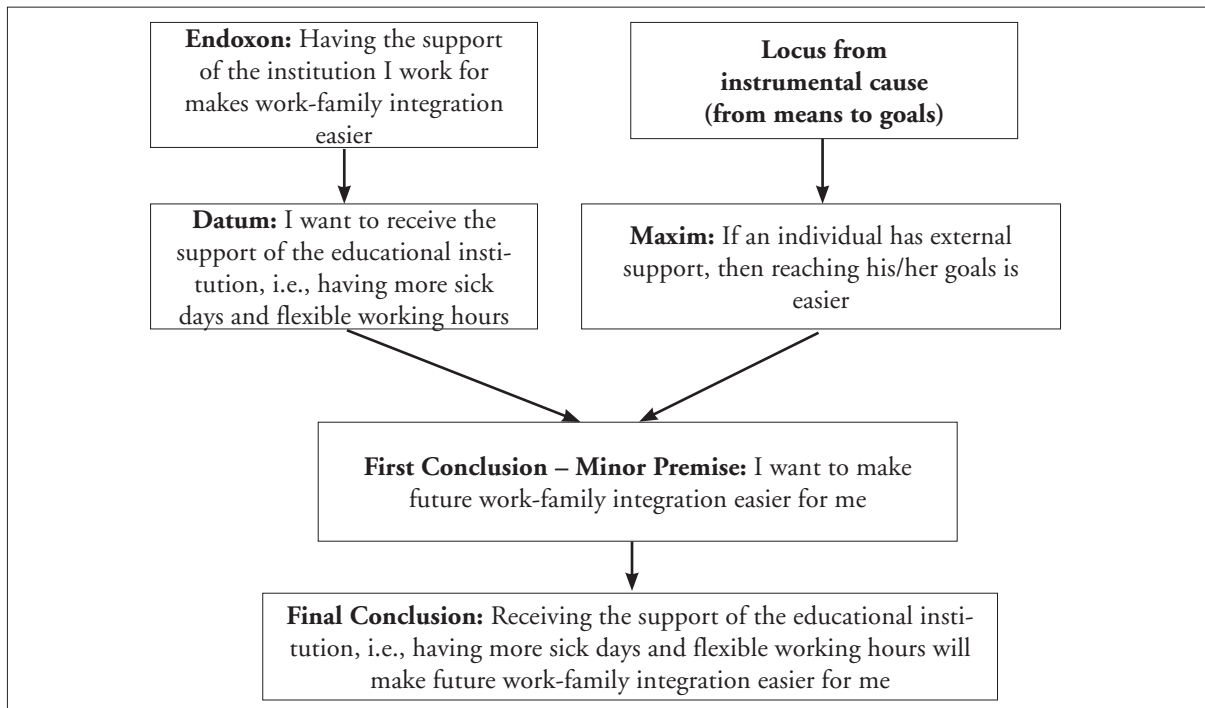 Endoxon: Having the support
of the institution I work for
makes work-family integration
easier
Locus from
instrumental cause
(from means to goals)
Datum: I want to receive the
support of the educational insti-
tution, i.e., having more sick
days and flexible working hours
Maxim: If an individual has external
support, then reaching his/her goals is
easier
First Conclusion – Minor Premise: I want to make
future work-family integration easier for me
Final Conclusion: Receiving the support of the educational insti-
tution, i.e., having more sick days and flexible working hours will
make future work-family integration easier for me